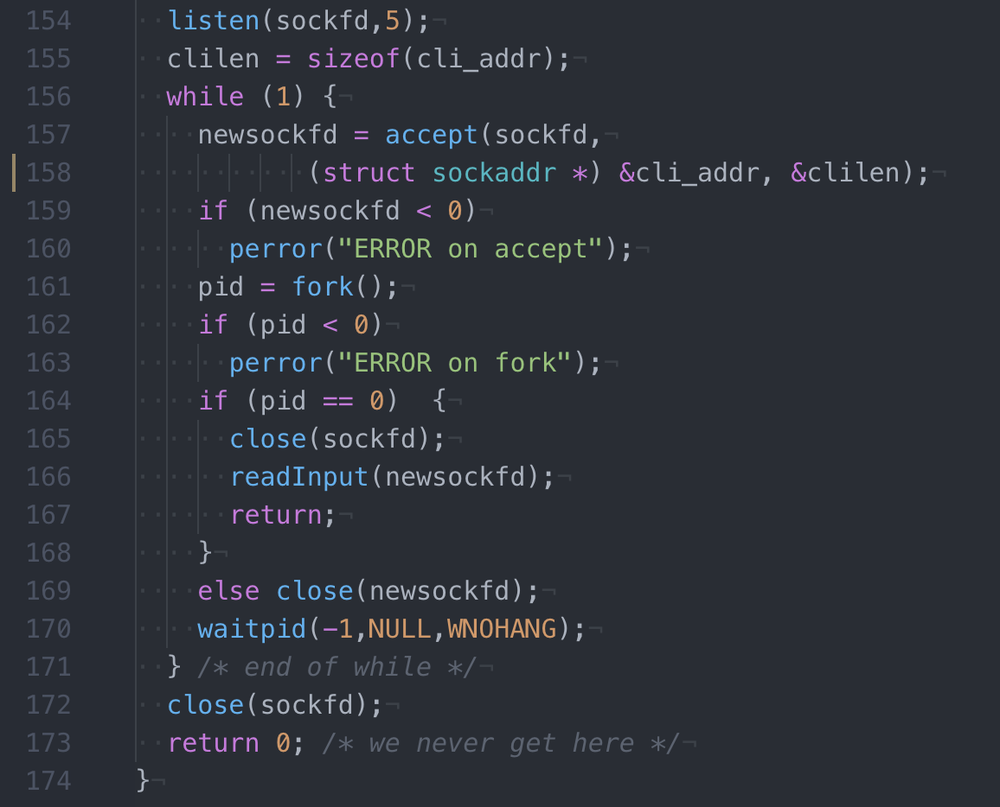 154 listen(sockfd,5);¬
155 clilen = sizeof(cli_addr);¬
156 while (1) {¬
157 newsockfd = accept(sockfd,¬
158 (struct sockaddr *) &cli_addr, &clilen);¬
159 if (newsockfd < 0)¬
160 perror("ERROR on accept");¬
161 pid = fork();¬
162 if (pid < 0)¬
163 perror("ERROR on fork");¬
164 if (pid == 0)  {¬
165 close(sockfd);¬
166 readInput(newsockfd);¬
167 return;¬
168 }¬
169 else close(newsockfd);¬
170 waitpid(-1,NULL,WNOHANG);¬
171 } /* end of while */¬
172 close(sockfd);¬
173 return 0; /* we never get here */¬
174 }¬